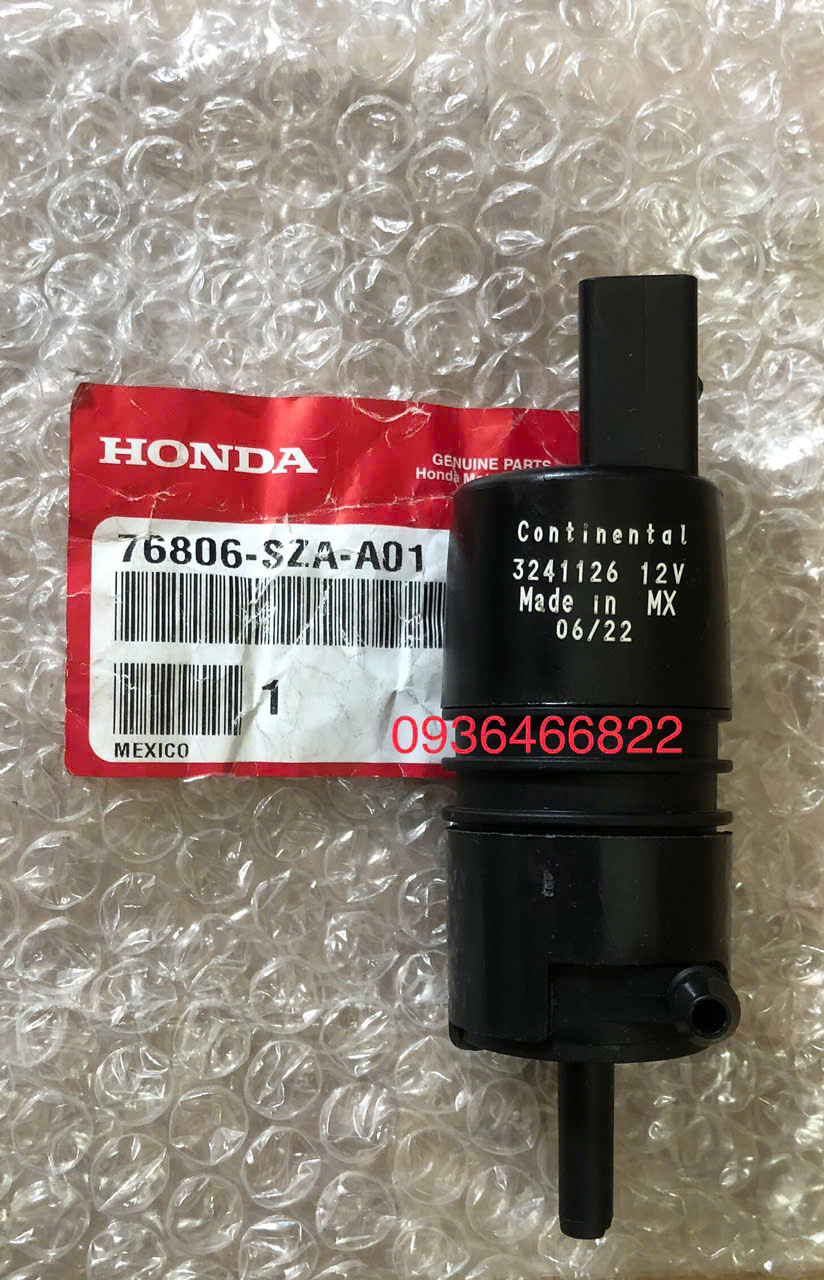 HONDA
GENUINE PARTS
Honda
76806-SZA-A01
1
MEXICO
Continental
3241126 12V
Made in MX
06/22
0936466822